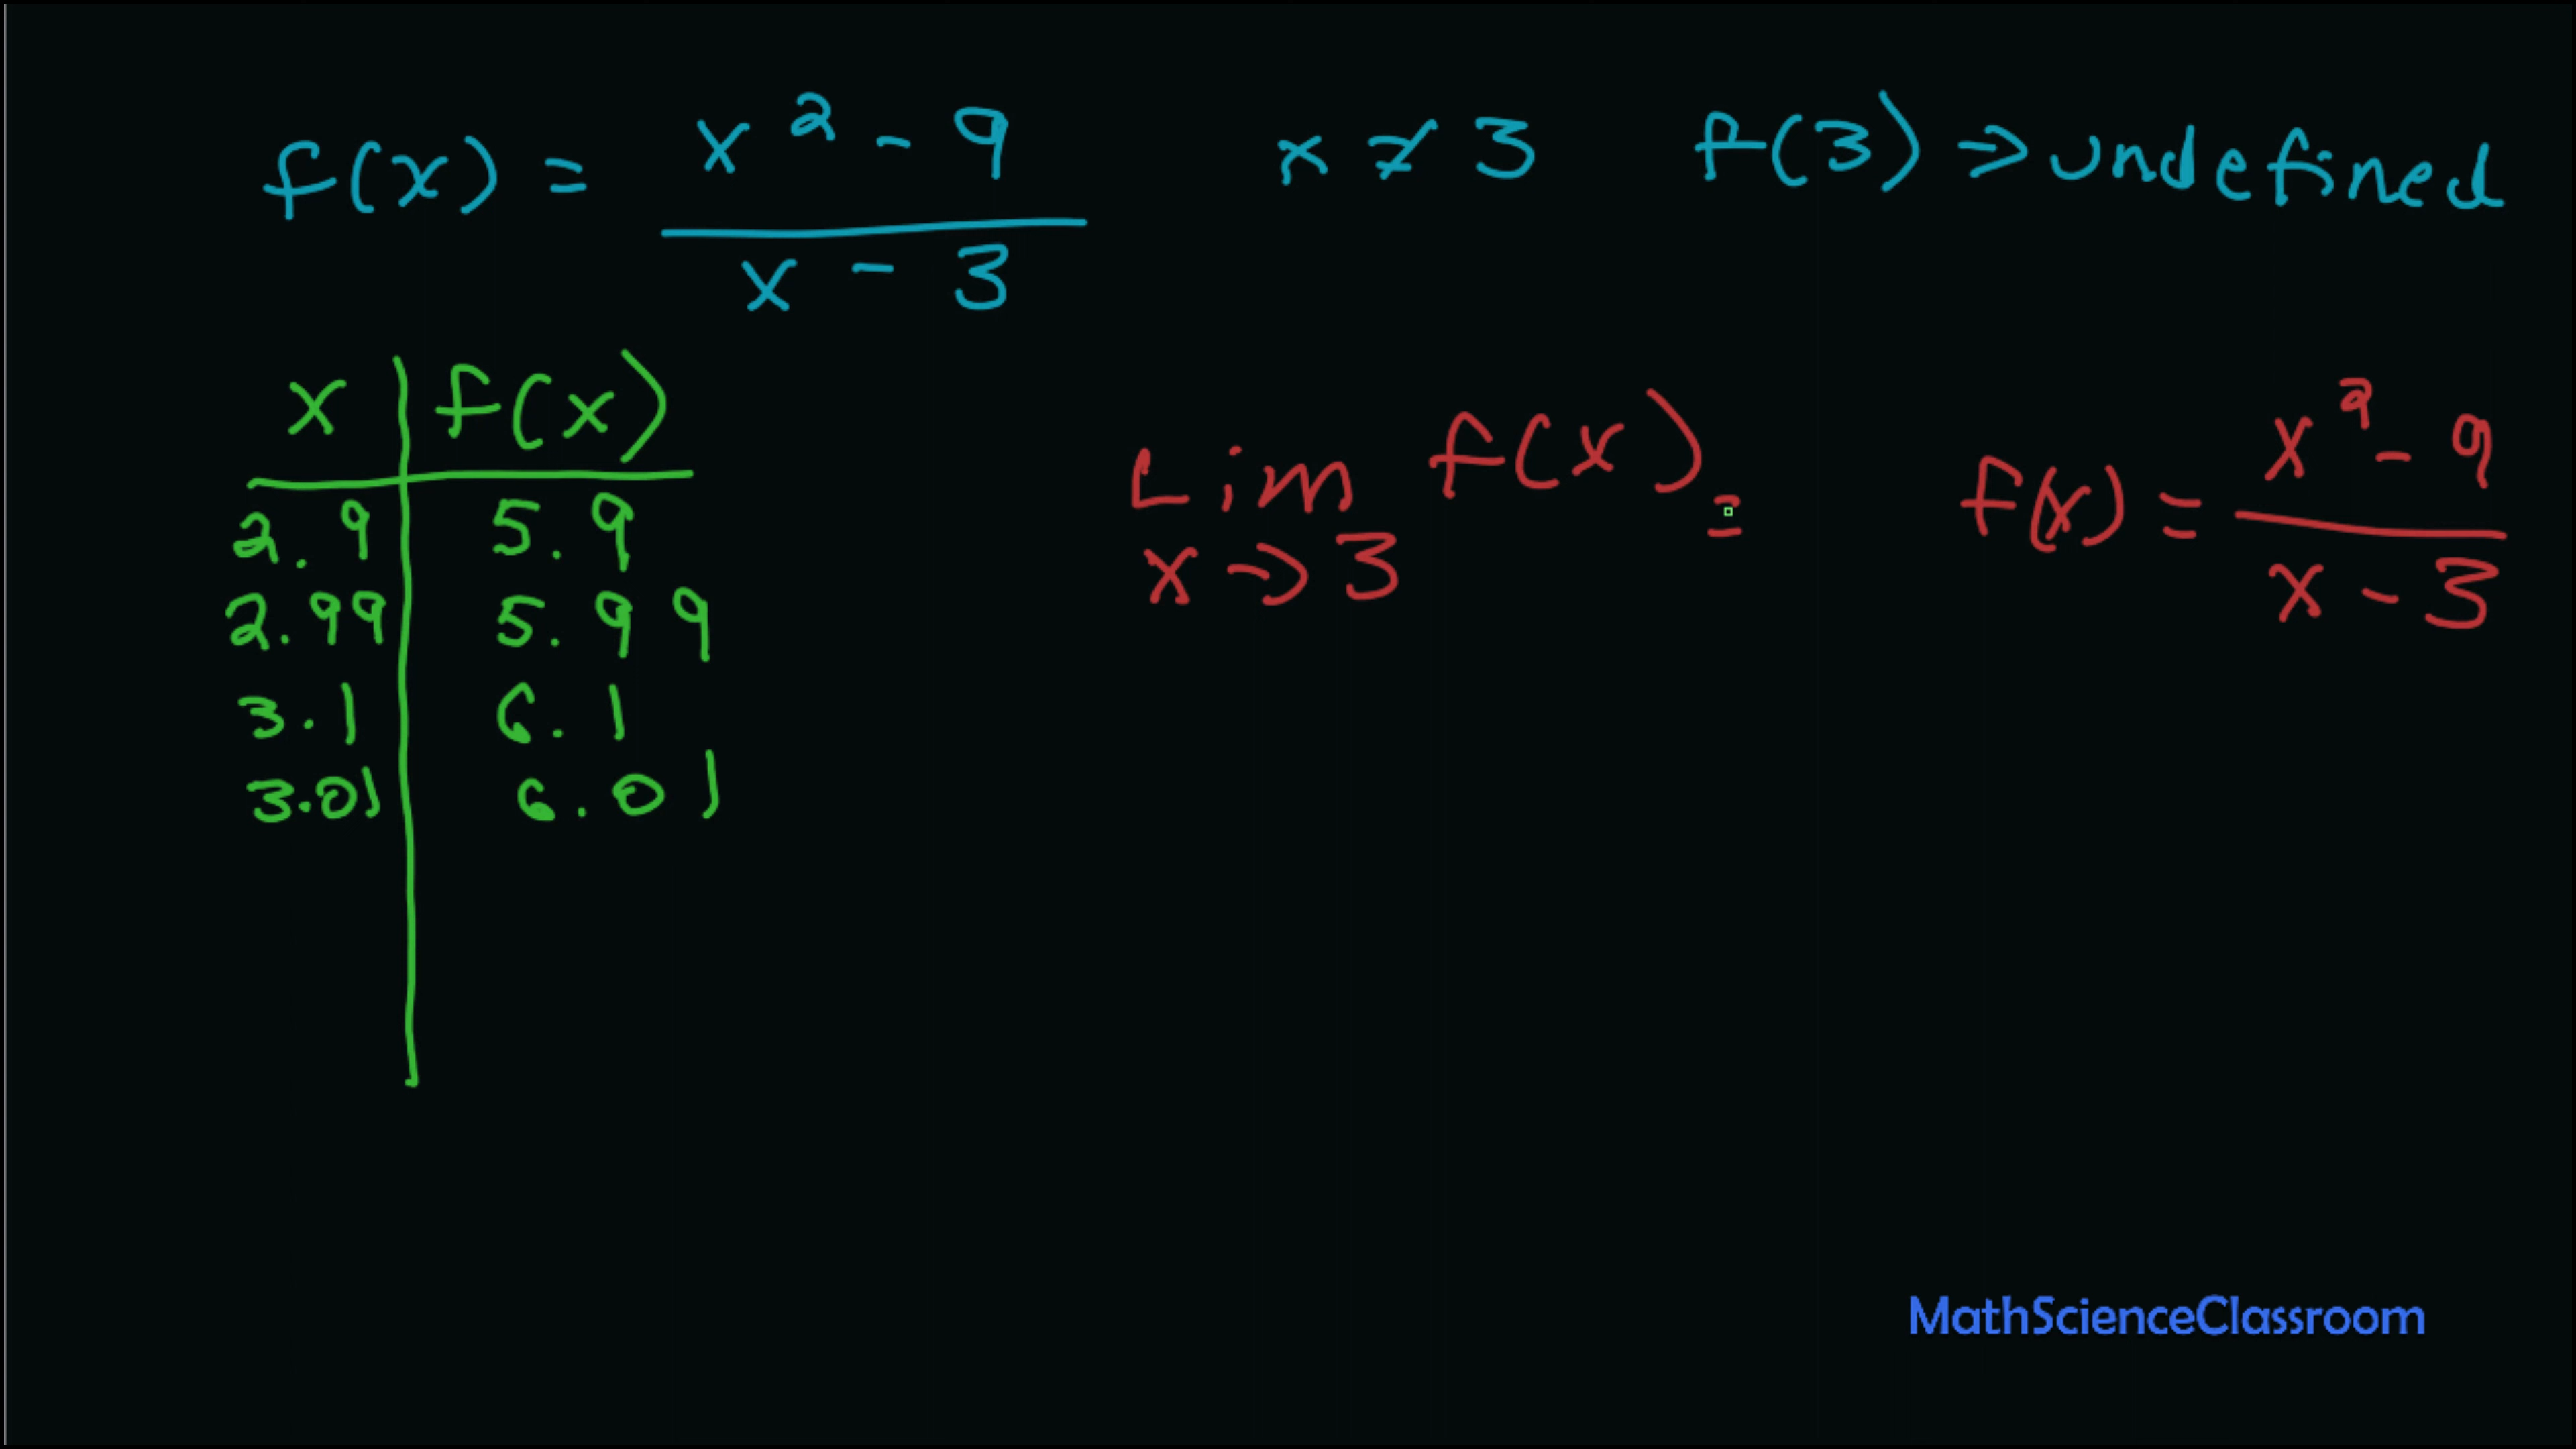 f(x) = x² - 9 / x - 3    x ≠ 3    f(3) => undefined
x | f(x)
2.9 | 5.9
2.99 | 5.99
3.1 | 6.1
3.01 | 6.01
Lim f(x) =
x -> 3
f(x) = x² - 9 / x - 3
MathScienceClassroom